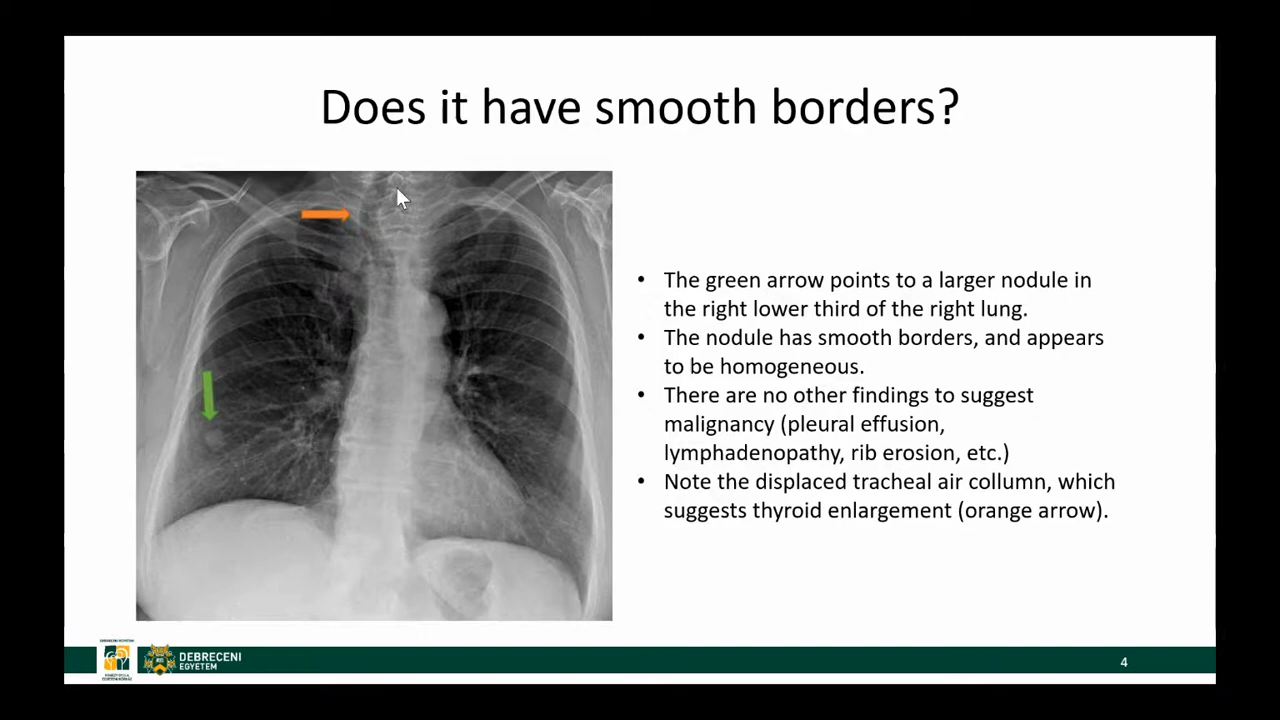 Does it have smooth borders?
• The green arrow points to a larger nodule in
the right lower third of the right lung.
• The nodule has smooth borders, and appears
to be homogeneous.
• There are no other findings to suggest
malignancy (pleural effusion,
lymphadenopathy, rib erosion, etc.)
• Note the displaced tracheal air collumn, which
suggests thyroid enlargement (orange arrow).
DEBRECENI
EGYETEM
4